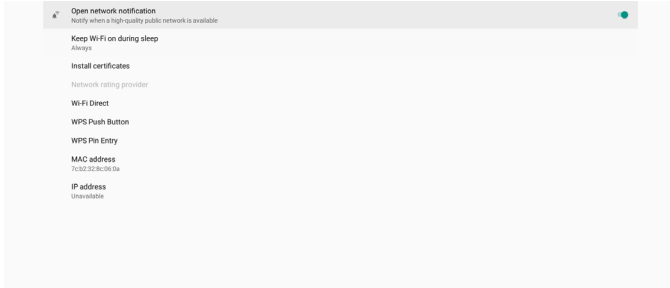 Open network notification
Notify when a high-quality public network is available
Keep Wi-Fi on during sleep
Always
Install certificates
Network rating provider
Wi-Fi Direct
WPS Push Button
WPS Pin Entry
MAC address
7c:b2:32:8c:06:0a
IP address
Unavailable